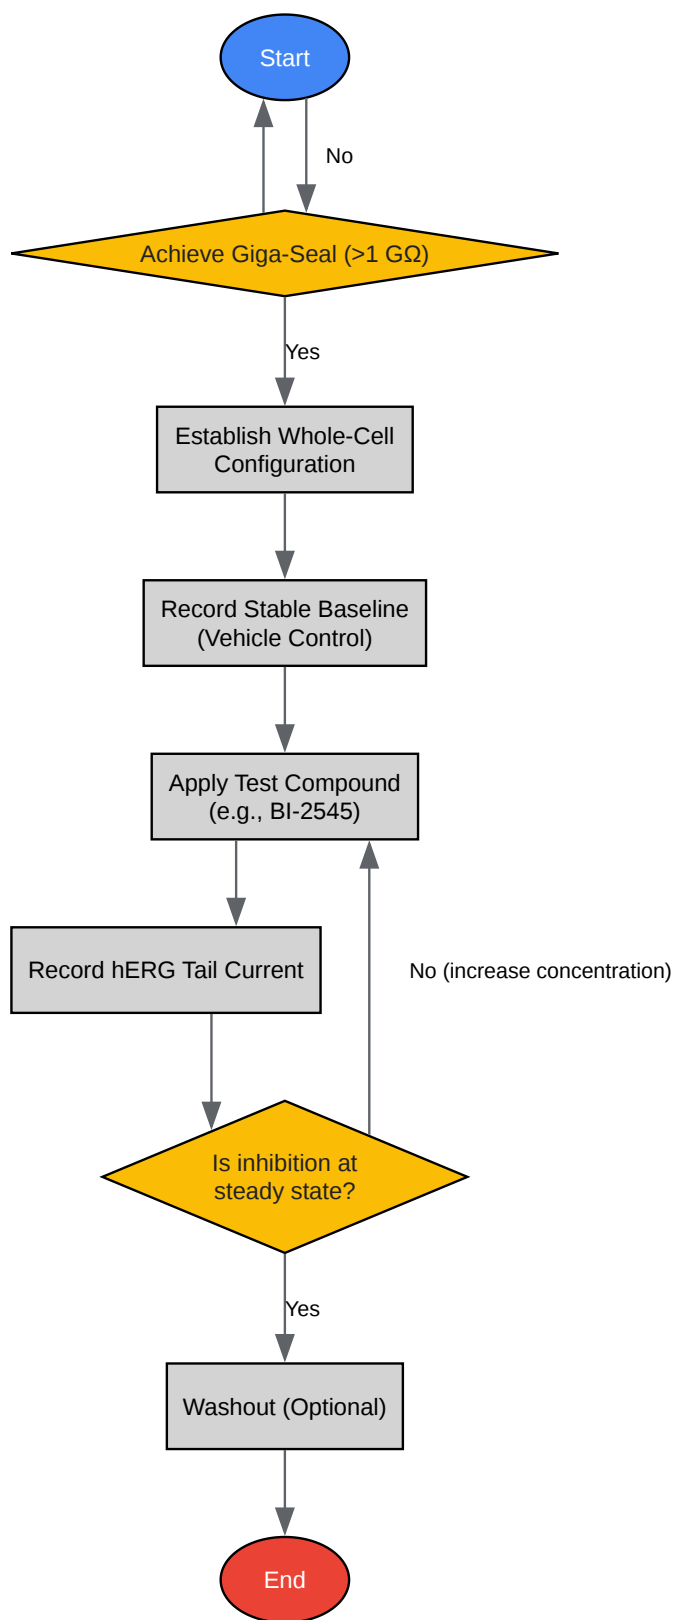 Start
No
Achieve Giga-Seal (>1 GΩ)
Yes
Establish Whole-Cell
Configuration
Record Stable Baseline
(Vehicle Control)
Apply Test Compound
(e.g., BI-2545)
Record hERG Tail Current
No (increase concentration)
Is inhibition at
steady state?
Yes
Washout (Optional)
End